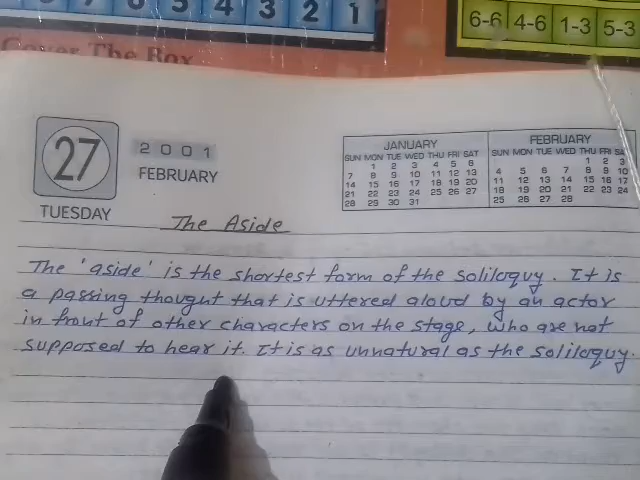 5 4 3 2 1
6-6 4-6 1-3 5-3
Cover The Box
27
2001
FEBRUARY
TUESDAY
JANUARY
SUN MON TUE WED THU FRI SAT
1 2 3 4 5 6
7 8 9 10 11 12 13
14 15 16 17 18 19 20
21 22 23 24 25 26 27
28 29 30 31
FEBRUARY
SUN MON TUE WED THU FRI
1 2 3
4 5 6 7 8 9 10
11 12 13 14 15 16 17
18 19 20 21 22 23 24
25 26 27 28
The Aside
The 'aside' is the shortest form of the soliloquy. It is
a passing thougnt that is uttered aloud by an actor
in front of other characters on the stage, who are not
supposed to hear it. It is as unnatural as the soliloquy.